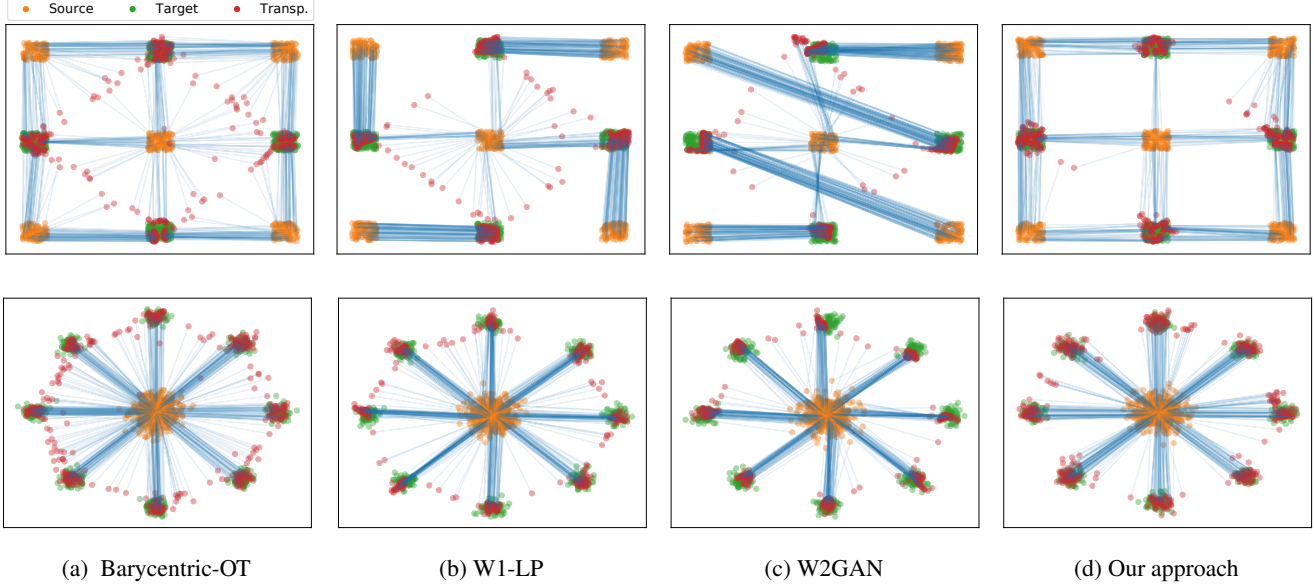 Source Target Transp.
(a) Barycentric-OT (b) W1-LP (c) W2GAN (d) Our approach